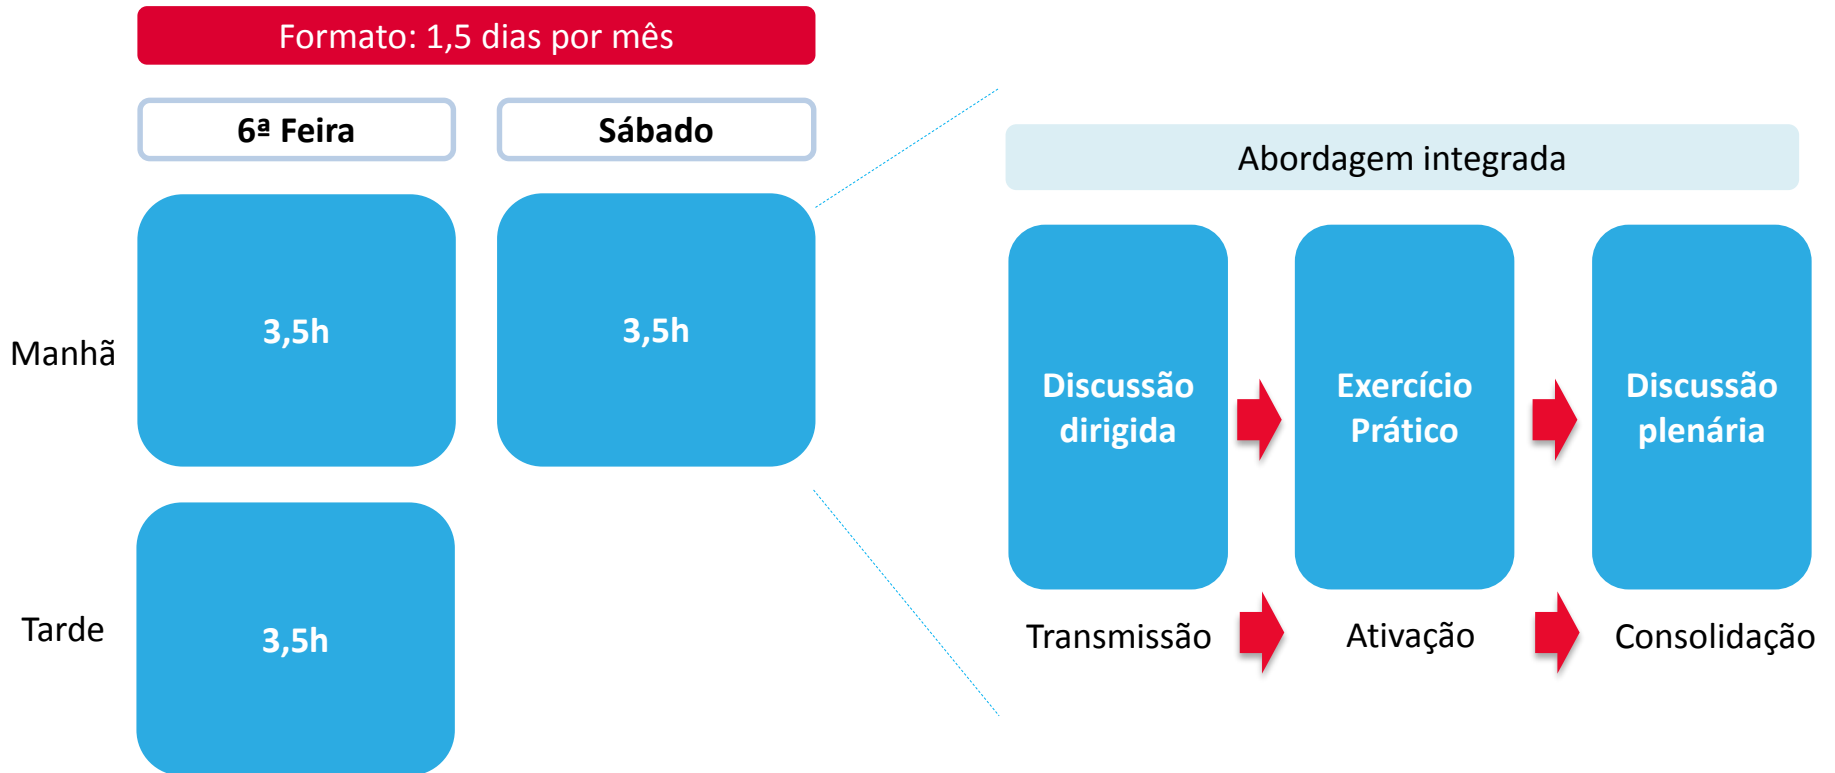 Formato: 1,5 dias por mês
6ª Feira
Sábado
Manhã
3,5h
3,5h
Tarde
3,5h
Abordagem integrada
Discussão
dirigida
Exercício
Prático
Discussão
plenária
Transmissão
Ativação
Consolidação